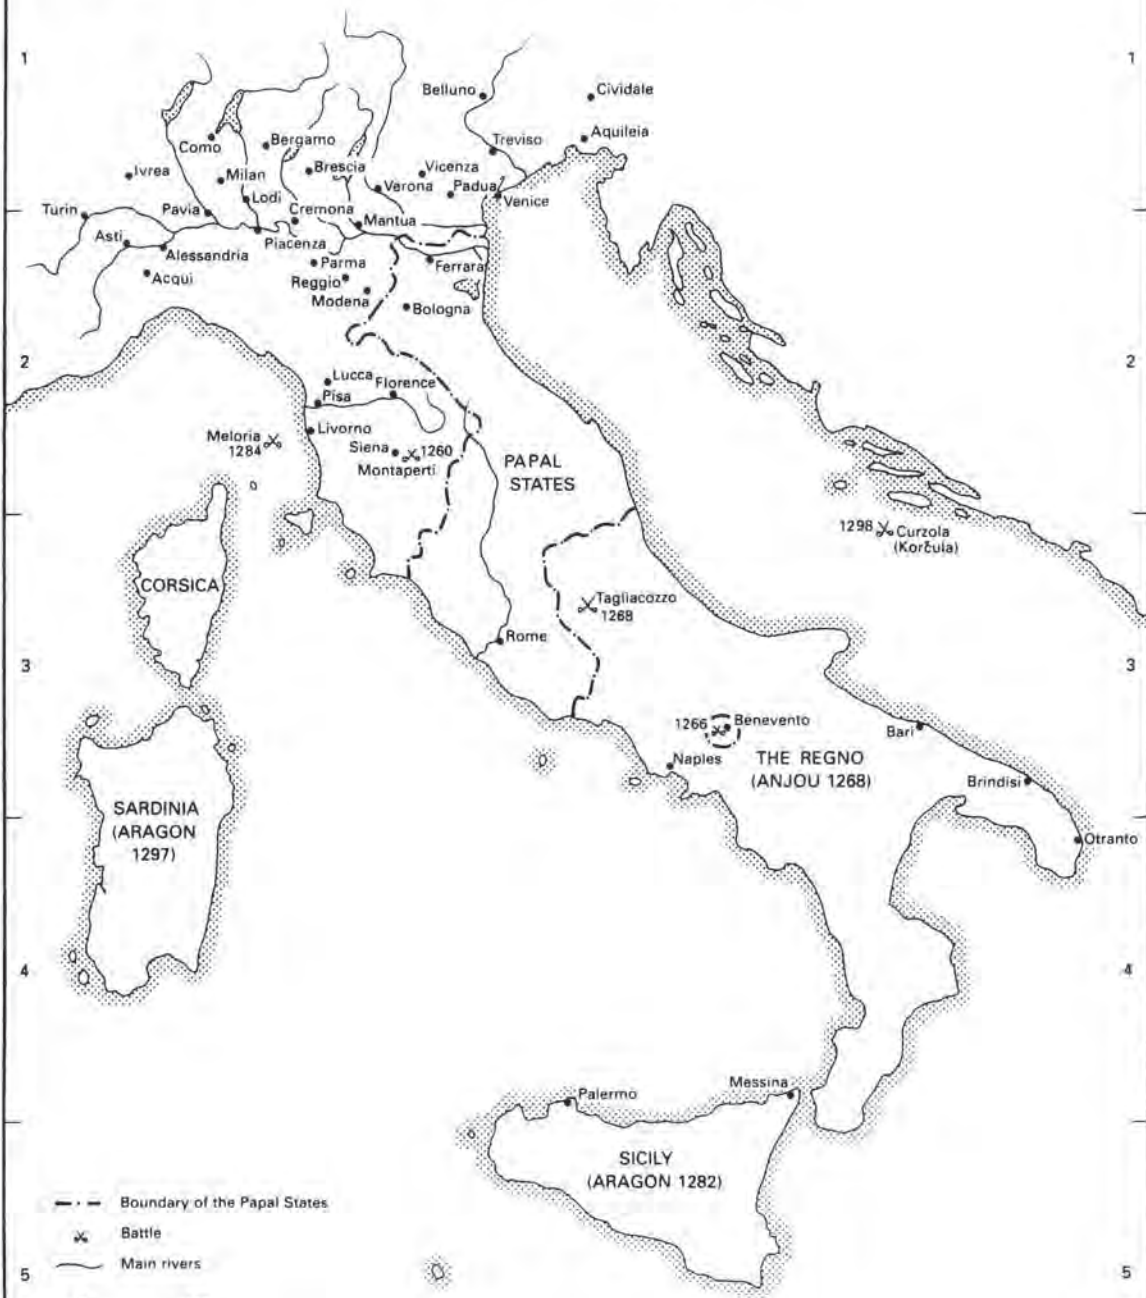 1
1
Belluno
Cividale
Treviso
Aquileia
Como
Bergamo
Ivrea
Milan
Brescia
Vicenza
Verona
Padua
Venice
Lodi
Turin
Pavia
Cremona
Mantua
Asti
Alessandria
Piacenza
Acqui
Parma
Ferrara
Reggio
Modena
Bologna
2
2
Lucca
Florence
Pisa
Livorno
Meloria
1284
Siena
1260
Montaperti
PAPAL
STATES
1298
Curzola
(Korčula)
CORSICA
Tagliacozzo
1268
Rome
3
3
1266
Benevento
Bari
Naples
THE REGNO
(ANJOU 1268)
Brindisi
SARDINIA
(ARAGON
1297)
Otranto
4
4
Palermo
Messina
SICILY
(ARAGON 1282)
Boundary of the Papal States
Battle
Main rivers
5
5